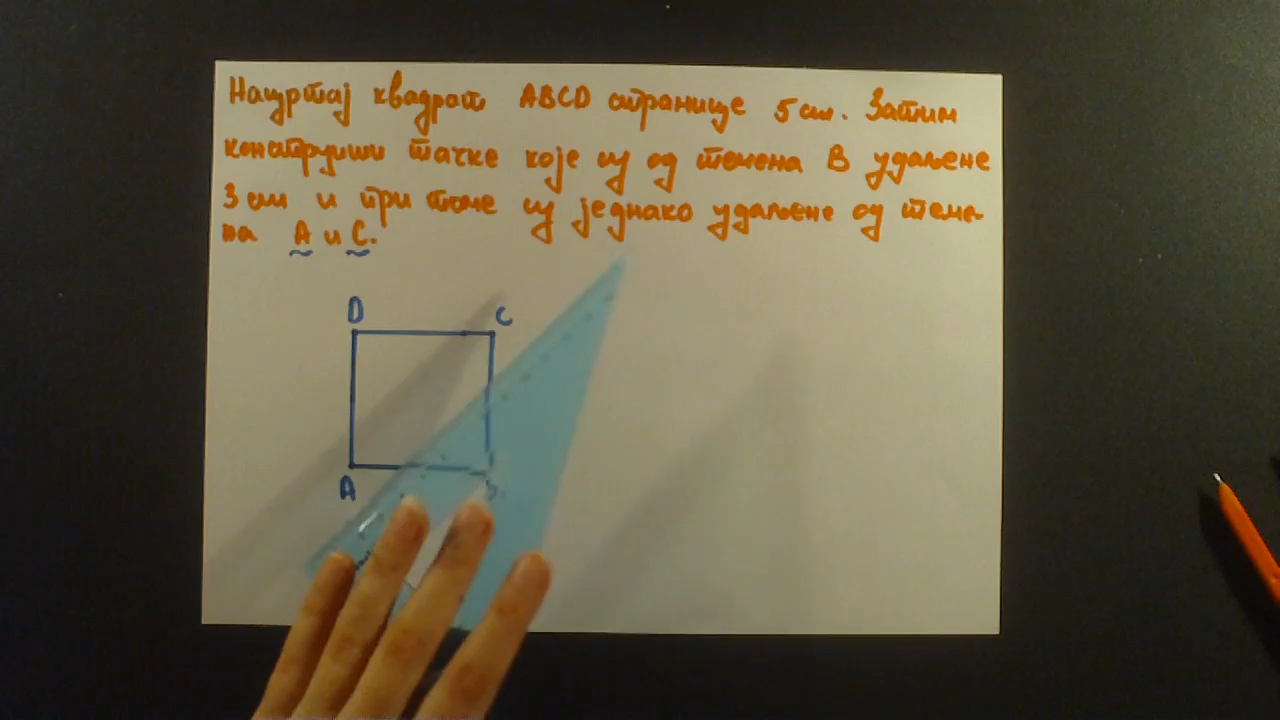 Нацртај квадрат ABCD странице 5 cm. Затим
конструиши тачке које су од темена B удаљене
3 cm и при томе су једнако удаљене од теме-
на A и C.
D
C
A